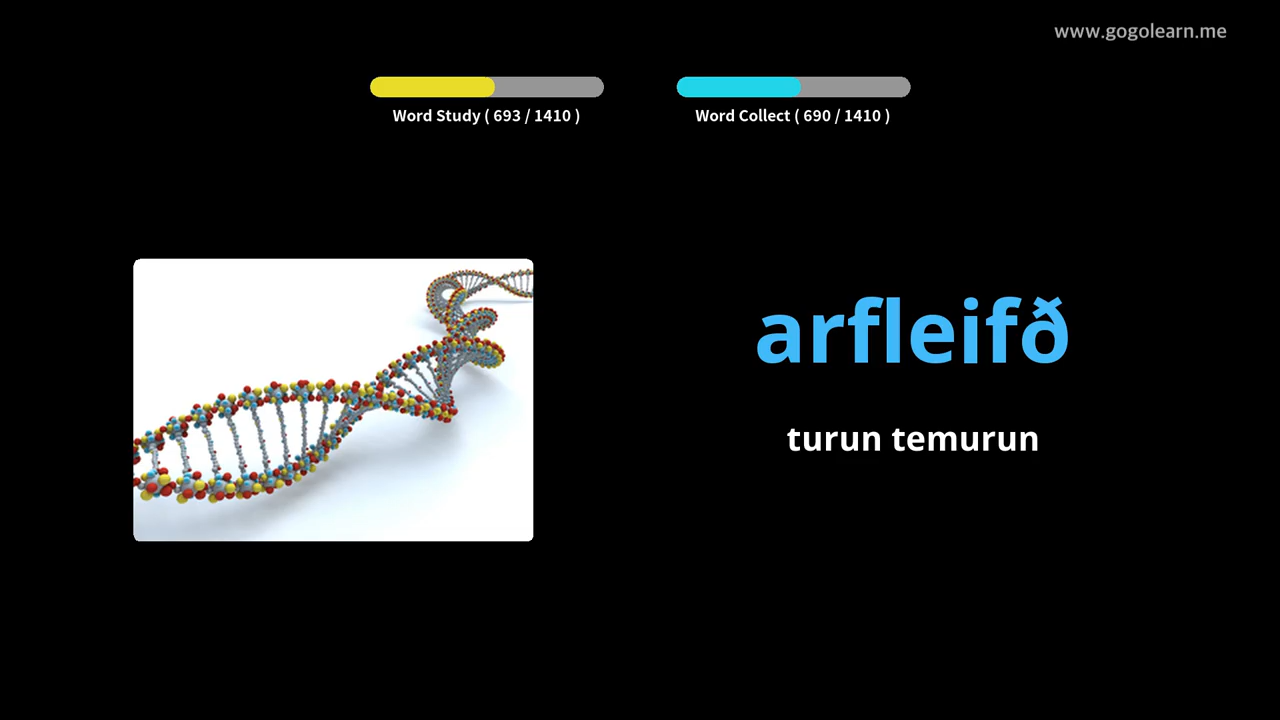 www.gogolearn.me
Word Study ( 693 / 1410 )
Word Collect ( 690 / 1410 )
arfleifð
turun temurun